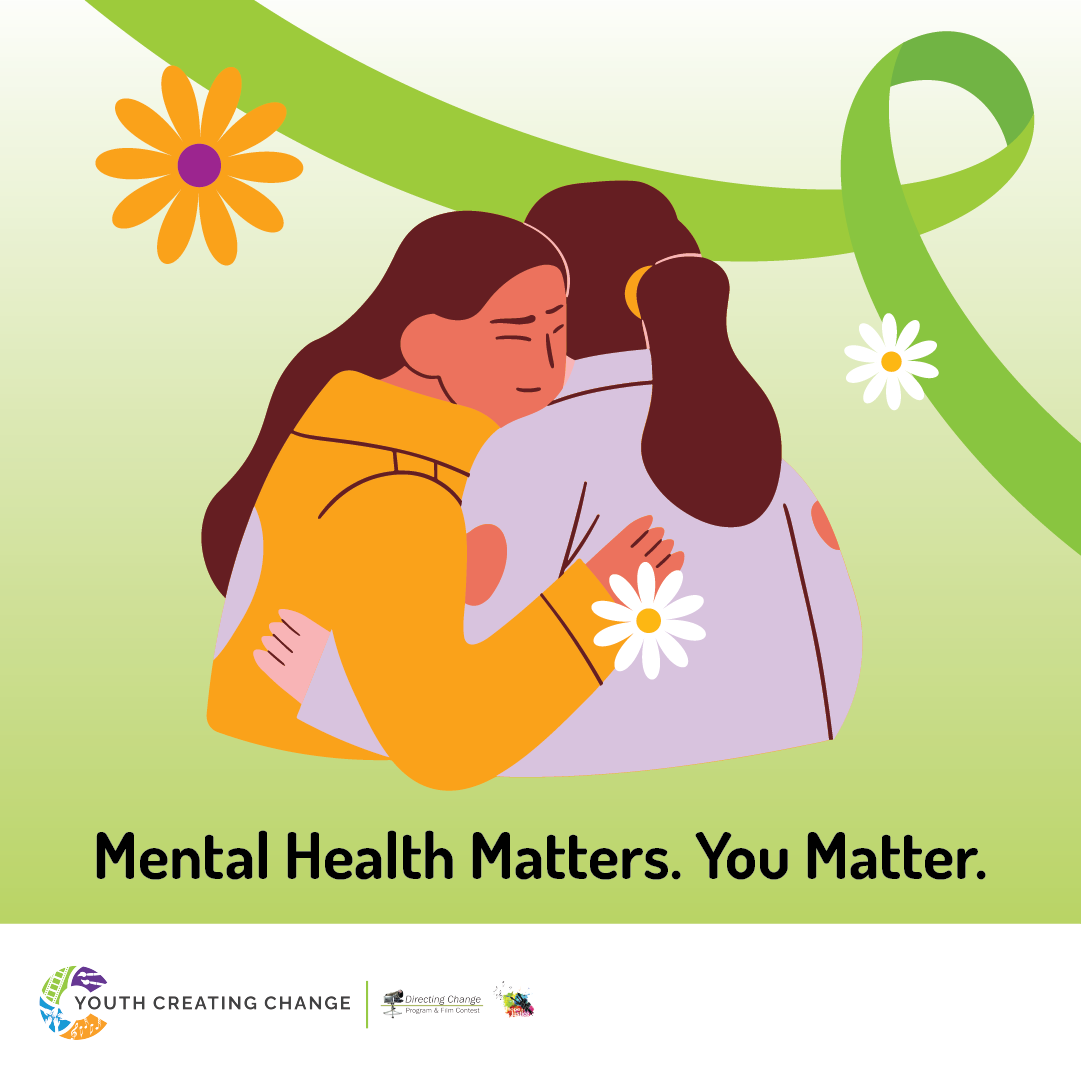 Mental Health Matters. You Matter.
YOUTH CREATING CHANGE
Directing Change
Program & Film Contest